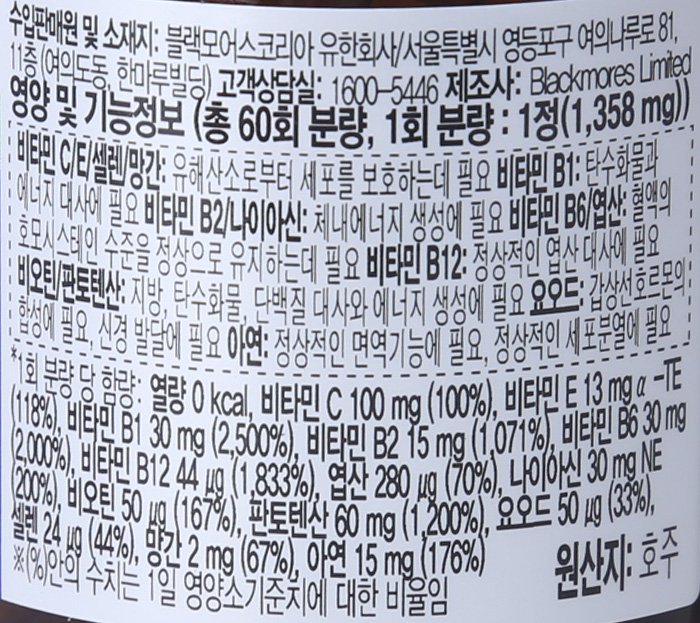 수입판매원 및 소재지: 블랙모어스코리아 유한회사/서울특별시 영등포구 여의나루로 81,
11층 (여의도동, 한마루빌딩) 고객상담실: 1600-5446 제조사: Blackmores Limited
영양 및 기능정보 (총 60회 분량, 1회 분량 : 1정(1,358 mg))
비타민 C/E/셀렌/망간: 유해산소로부터 세포를 보호하는데 필요 비타민 B1: 탄수화물과
에너지 대사에 필요 비타민 B2/나이아신: 체내에너지 생성에 필요 비타민 B6/엽산: 혈액의
호모시스테인 수준을 정상으로 유지하는데 필요 비타민 B12: 정상적인 엽산 대사에 필요
비오틴/판토텐산: 지방, 탄수화물, 단백질 대사와 에너지 생성에 필요 요오드: 갑상선호르몬의
합성에 필요, 신경 발달에 필요 아연: 정상적인 면역기능에 필요, 정상적인 세포분열에 필요
*1회 분량 당 함량: 열량 0 kcal, 비타민 C 100 mg (100%), 비타민 E 13 mg α -TE
(118%), 비타민 B1 30 mg (2,500%), 비타민 B2 15 mg (1,071%), 비타민 B6 30 mg
(2,000%), 비타민 B12 44 µg (1,833%), 엽산 280 µg (70%), 나이아신 30 mg NE
(200%), 비오틴 50 µg (167%), 판토텐산 60 mg (1,200%), 요오드 50 µg (33%),
셀렌 24 µg (44%), 망간 2 mg (67%), 아연 15 mg (176%)
※(%)안의 수치는 1일 영양소기준치에 대한 비율임
원산지: 호주